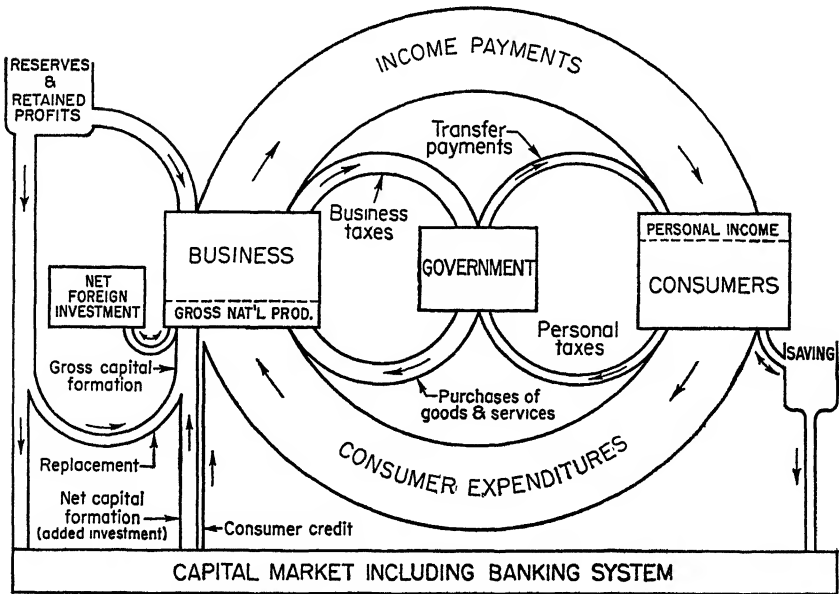 INCOME PAYMENTS
RESERVES
&
RETAINED
PROFITS
Transfer
payments
Business
taxes
BUSINESS
GROSS NAT'L PROD.
GOVERNMENT
PERSONAL INCOME
CONSUMERS
NET
FOREIGN
INVESTMENT
Gross capital
formation
Personal
taxes
SAVING
Purchases of
goods & services
CONSUMER EXPENDITURES
Replacement
Net capital
formation
(added investment)
Consumer credit
CAPITAL MARKET INCLUDING BANKING SYSTEM